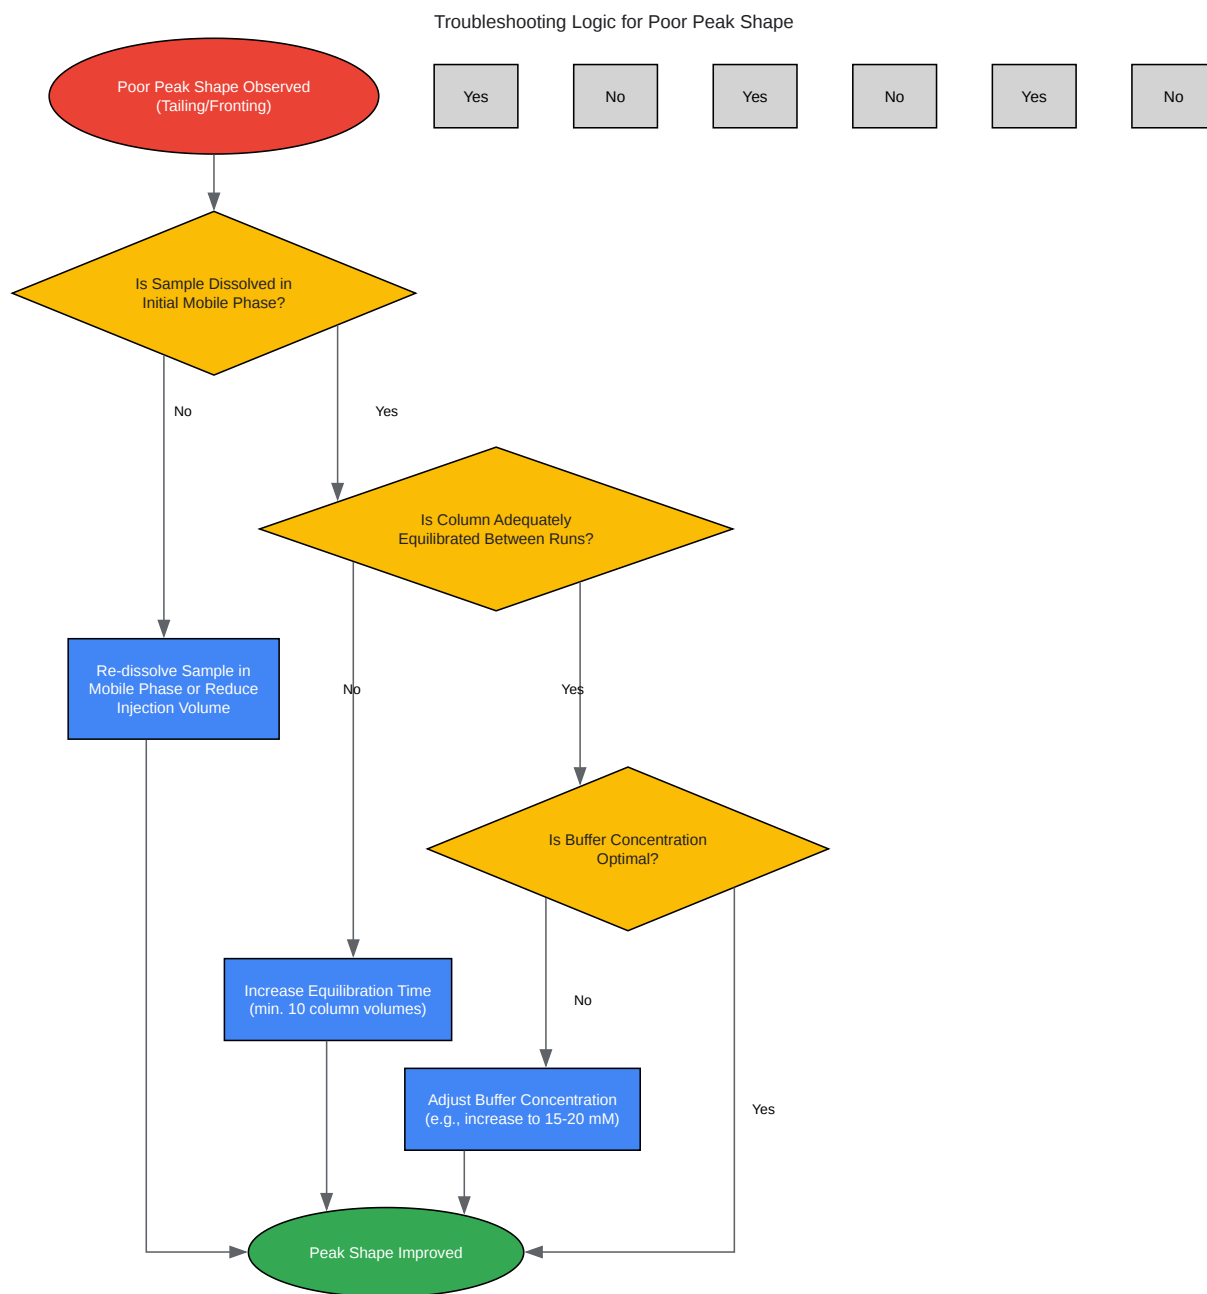 Troubleshooting Logic for Poor Peak Shape
Poor Peak Shape Observed
(Tailing/Fronting)
Yes
No
Yes
No
Yes
No
Is Sample Dissolved in
Initial Mobile Phase?
No
Yes
Is Column Adequately
Equilibrated Between Runs?
Re-dissolve Sample in
Mobile Phase or Reduce
Injection Volume
No
Yes
Is Buffer Concentration
Optimal?
Increase Equilibration Time
(min. 10 column volumes)
No
Adjust Buffer Concentration
(e.g., increase to 15-20 mM)
Yes
Peak Shape Improved